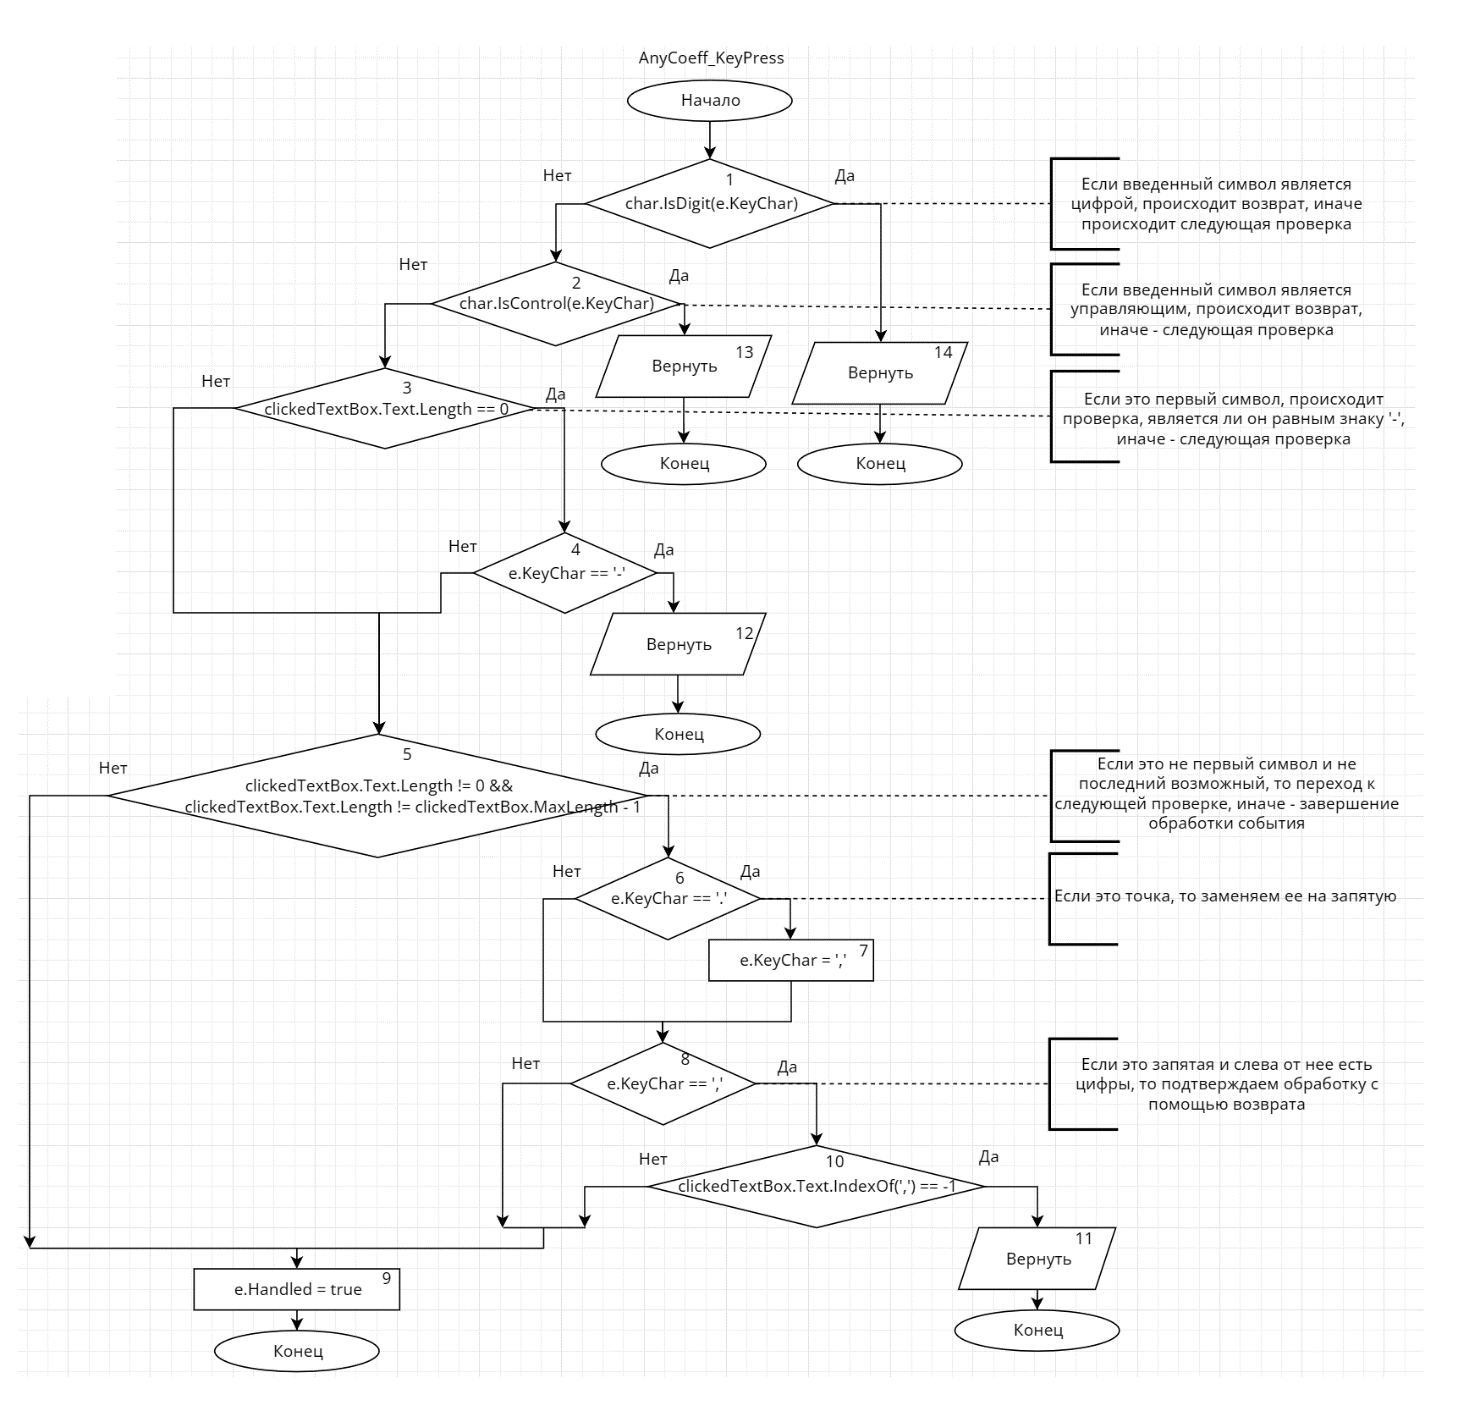 AnyCoeff_KeyPress
Начало
Нет
Да
1
char.IsDigit(e.KeyChar)
Если введенный символ является
цифрой, происходит возврат, иначе
происходит следующая проверка
Нет
Да
2
char.IsControl(e.KeyChar)
Если введенный символ является
управляющим, происходит возврат,
иначе - следующая проверка
13
Вернуть
14
Вернуть
Нет
Да
3
clickedTextBox.Text.Length == 0
Если это первый символ, происходит
проверка, является ли он равным знаку '-',
иначе - следующая проверка
Конец
Конец
Нет
Да
4
e.KeyChar == '-'
12
Вернуть
Конец
Нет
Да
5
clickedTextBox.Text.Length != 0 &&
clickedTextBox.Text.Length != clickedTextBox.MaxLength - 1
Если это не первый символ и не
последний возможный, то переход к
следующей проверке, иначе - завершение
обработки события
Нет
Да
6
e.KeyChar == '.'
Если это точка, то заменяем ее на запятую
7
e.KeyChar = ','
Нет
Да
8
e.KeyChar == ','
Если это запятая и слева от нее есть
цифры, то подтверждаем обработку с
помощью возврата
Нет
Да
10
clickedTextBox.Text.IndexOf(',') == -1
11
Вернуть
9
e.Handled = true
Конец
Конец